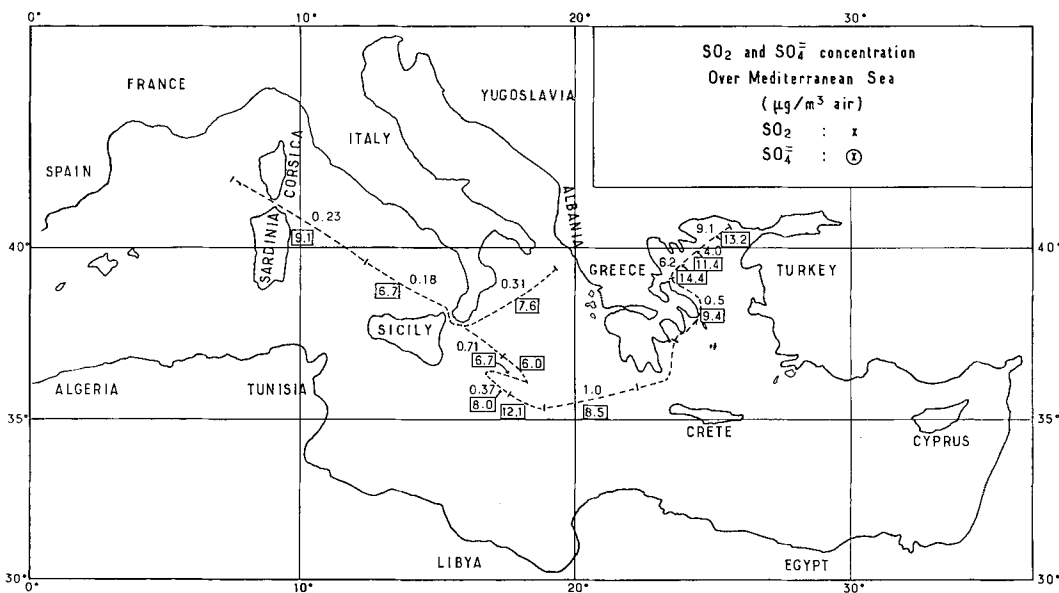 0° 10° 20° 30°
SO₂ and SO₄⁼ concentration
Over Mediterranean Sea
(μg/m³ air)
SO₂ : x
SO₄⁼ : ⓧ
FRANCE
YUGOSLAVIA
ITALY
SPAIN
CORSICA
ALBANIA
SARDINIA
0.23
9.1
9.1
13.2
40°
40°
4.0
6.2
11.4
14.4
GREECE
TURKEY
0.18
6.7
0.31
7.6
0.5
9.4
SICILY
0.71
6.7
6.0
ALGERIA
TUNISIA
0.37
8.0
12.1
1.0
8.5
35°
35°
CRETE
CYPRUS
LIBYA
EGYPT
30°
30°
0° 10° 20° 30°